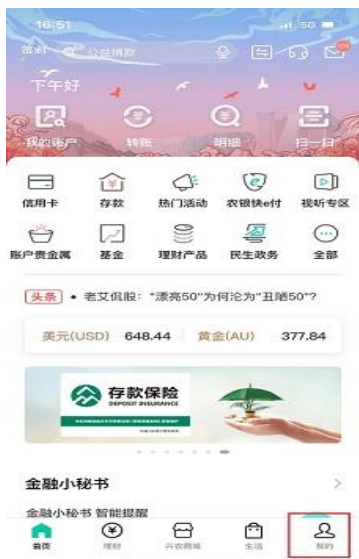 16:51 5G
签到 公益捐款
下午好
我的账户 转账 明细 扫一扫
信用卡 存款 热门活动 农银快e付 视听专区
账户贵金属 基金 理财产品 民生政务 全部
头条 • 老艾侃股：“漂亮50”为何沦为“丑陋50”?
美元(USD) 648.44 黄金(AU) 377.84
存款保险
DEPOSIT INSURANCE
金融小秘书
金融小秘书 智能提醒
首页 理财 兴农商城 生活 我的